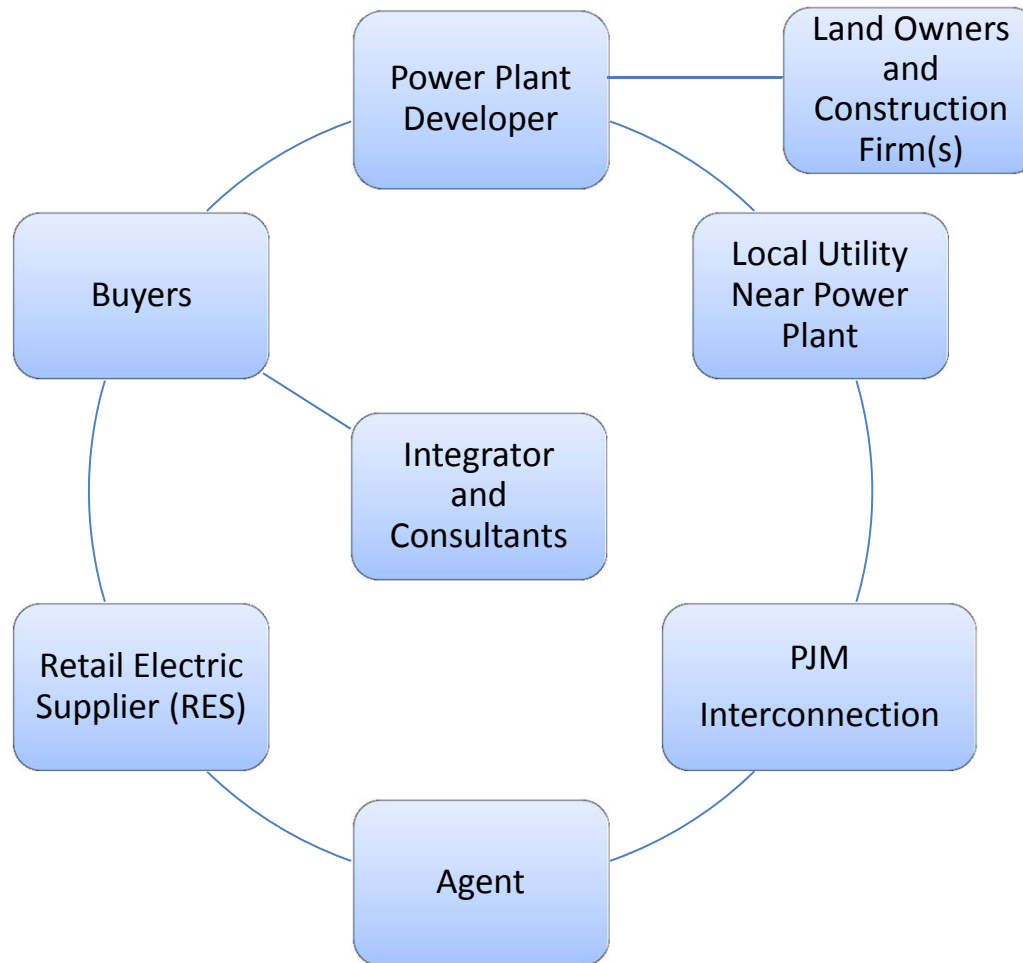 Power Plant
Developer
Land Owners
and
Construction
Firm(s)
Buyers
Local Utility
Near Power
Plant
Integrator
and
Consultants
Retail Electric
Supplier (RES)
PJM
Interconnection
Agent